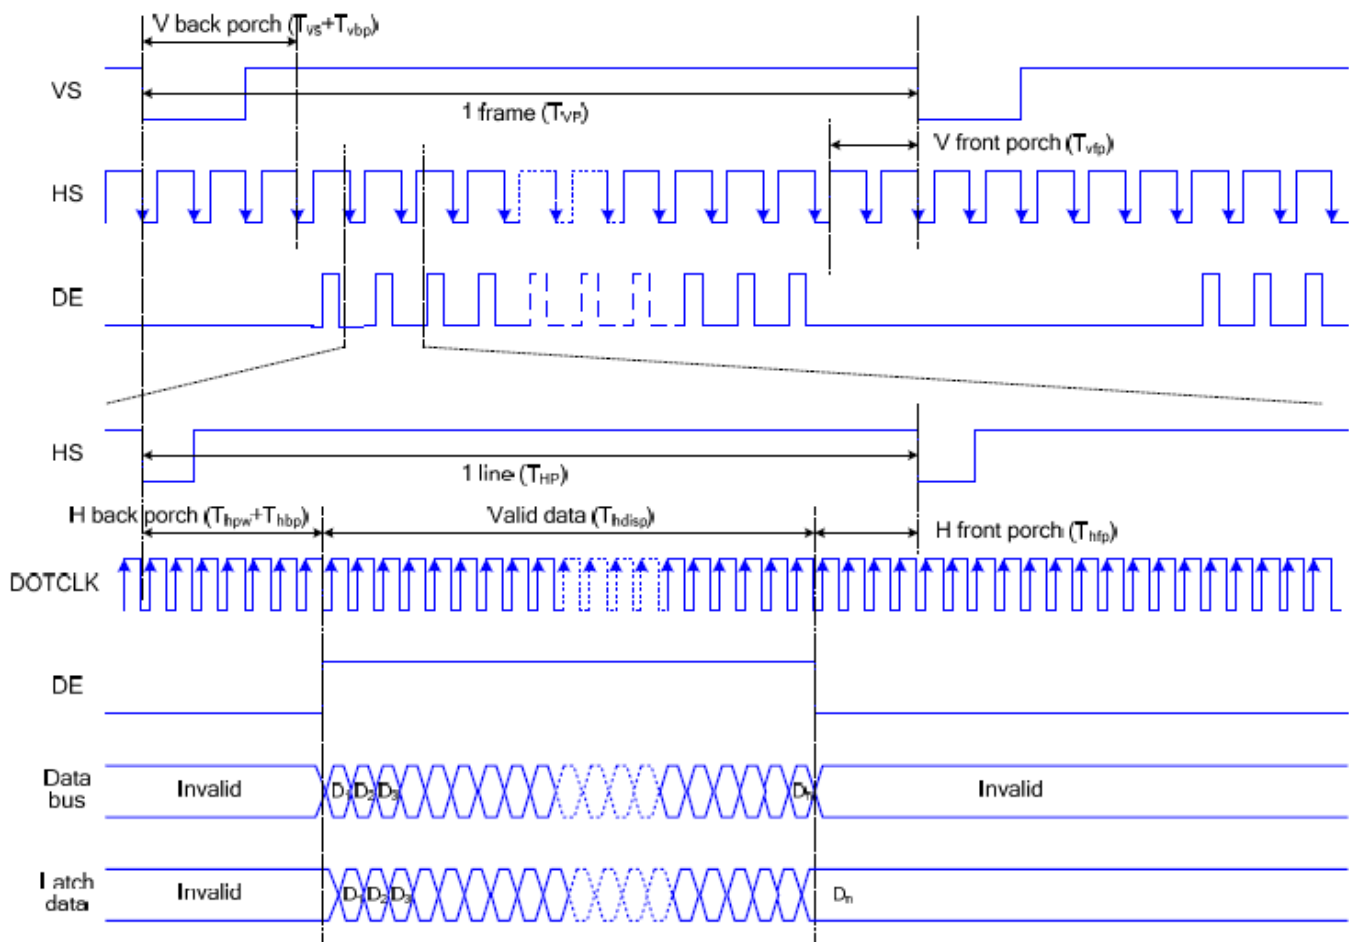 V back porch (Tvs+Tvbp)
VS
1 frame (TVP)
V front porch (Tvfp)
HS
DE
HS
1 line (THP)
H back porch (Thpw+Thbp)
Valid data (Thdisp)
H front porch (Thfp)
DOTCLK
DE
Data
bus
Invalid
D1 D2 D3
Dn
Invalid
Latch
data
Invalid
D1 D2 D3
Dn